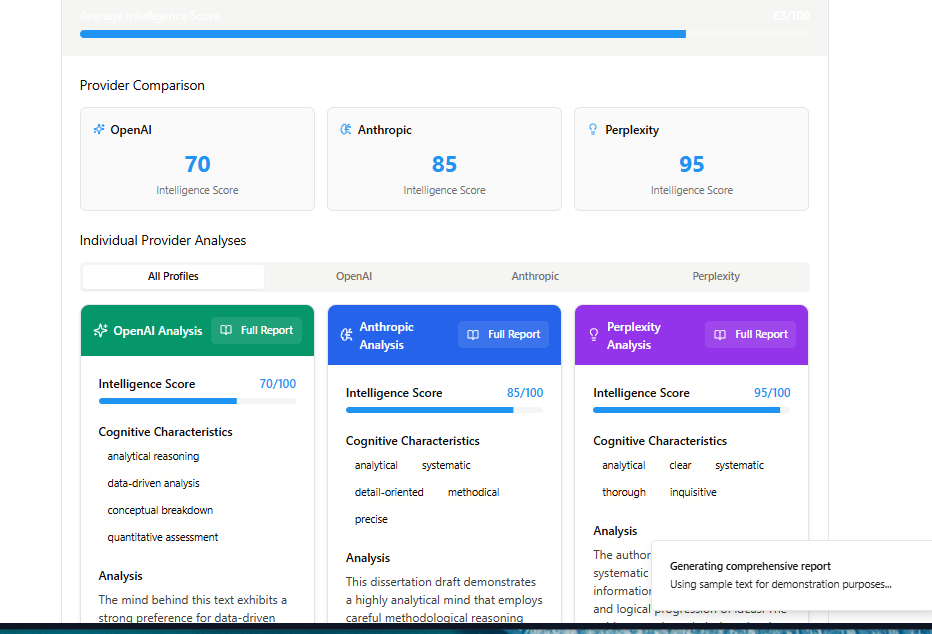 Average Intelligence Score 83/100
Provider Comparison
OpenAI
70
Intelligence Score
Anthropic
85
Intelligence Score
Perplexity
95
Intelligence Score
Individual Provider Analyses
All Profiles OpenAI Anthropic Perplexity
OpenAI Analysis Full Report
Intelligence Score 70/100
Cognitive Characteristics
analytical reasoning
data-driven analysis
conceptual breakdown
quantitative assessment
Analysis
The mind behind this text exhibits a
strong preference for data-driven
Anthropic
Analysis
Full Report
Intelligence Score 85/100
Cognitive Characteristics
analytical systematic
detail-oriented methodical
precise
Analysis
This dissertation draft demonstrates
a highly analytical mind that employs
careful methodological reasoning
Perplexity
Analysis
Full Report
Intelligence Score 95/100
Cognitive Characteristics
analytical clear systematic
thorough inquisitive
Analysis
The author
systematic
information
and logical progression of ideas. The
Generating comprehensive report
Using sample text for demonstration purposes...